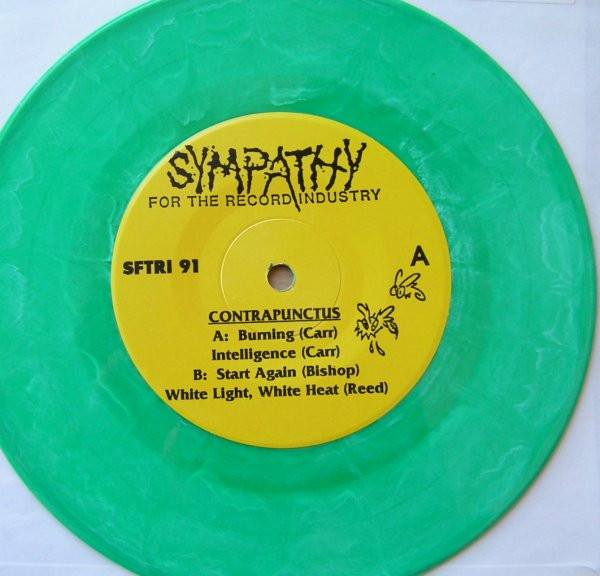 SYMPATHY
FOR THE RECORD INDUSTRY
SFTRI 91
A
CONTRAPUNCTUS
A: Burning (Carr)
Intelligence (Carr)
B: Start Again (Bishop)
White Light, White Heat (Reed)